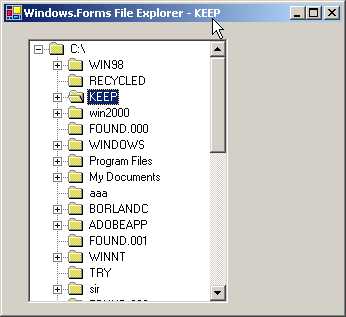 Windows.Forms File Explorer - KEEP
C:\
WIN98
RECYCLED
KEEP
win2000
FOUND.000
WINDOWS
Program Files
My Documents
aaa
BORLANDC
ADOBEAPP
FOUND.001
WINNT
TRY
sir